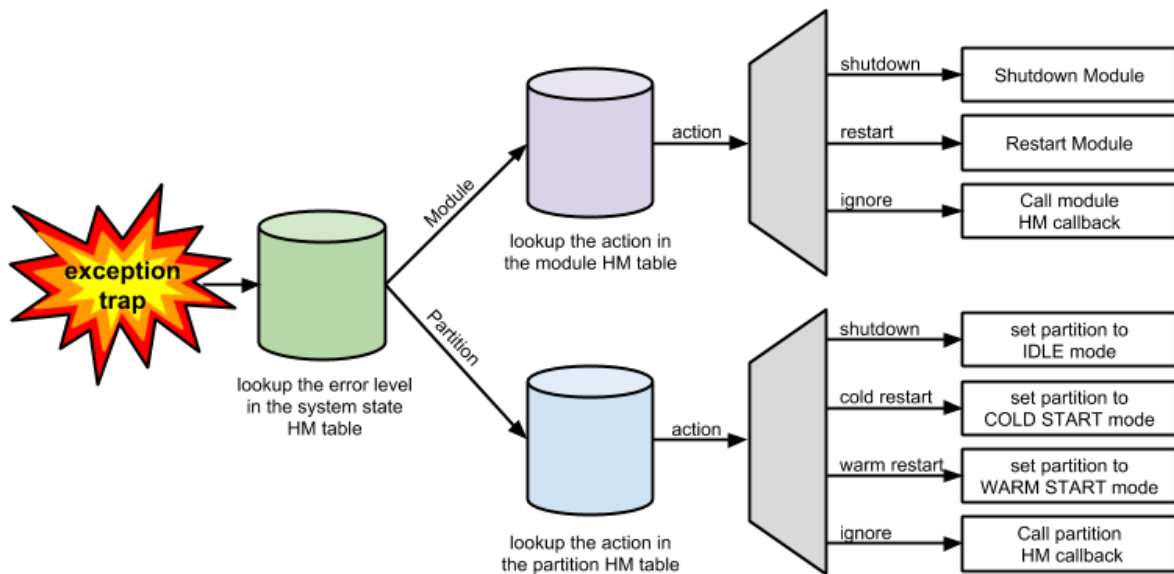 exception
trap
lookup the error level
in the system state
HM table
Module
Partition
lookup the action in
the module HM table
action
shutdown
Shutdown Module
restart
Restart Module
ignore
Call module
HM callback
lookup the action in
the partition HM table
action
shutdown
set partition to
IDLE mode
cold restart
set partition to
COLD START mode
warm restart
set partition to
WARM START mode
ignore
Call partition
HM callback